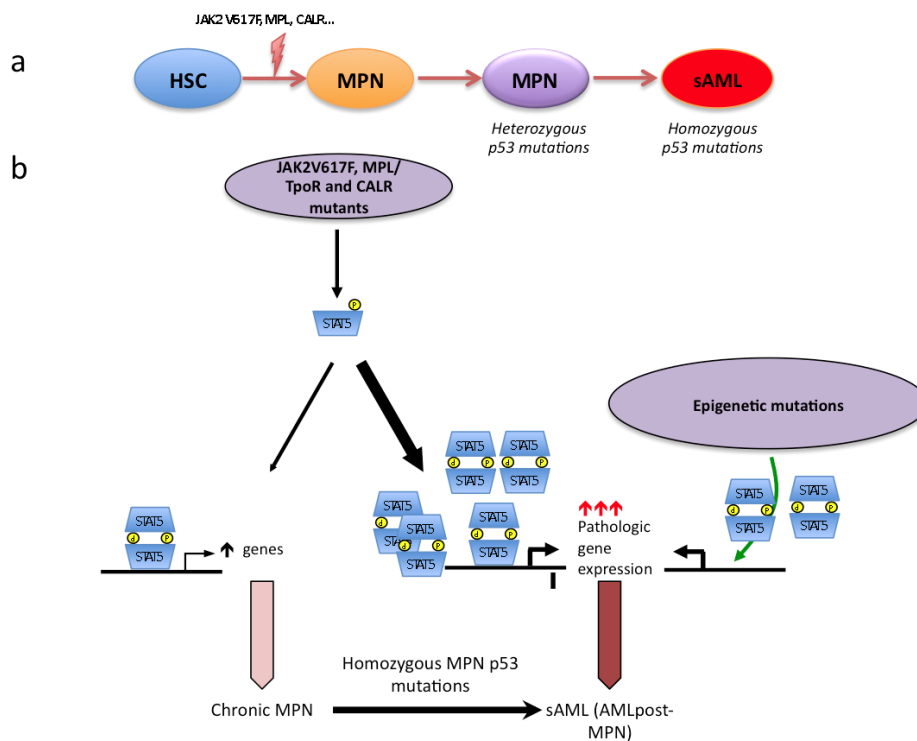 JAK2 V617F, MPL, CALR...
a
HSC
MPN
MPN
sAML
Heterozygous
p53 mutations
Homozygous
p53 mutations
b
JAK2V617F, MPL/
TpoR and CALR
mutants
P
STAT5
Epigenetic mutations
STAT5
P P
STAT5
STAT5
P P
STAT5
STAT5
P P
STAT5
STAT5
P P
STAT5
STAT5
P
STAT5
STAT5
P P
STAT5
STAT5
P P
STAT5
STAT5
P P
STAT5
genes
Pathologic
gene
expression
Homozygous MPN p53
mutations
Chronic MPN
sAML (AMLpost-
MPN)